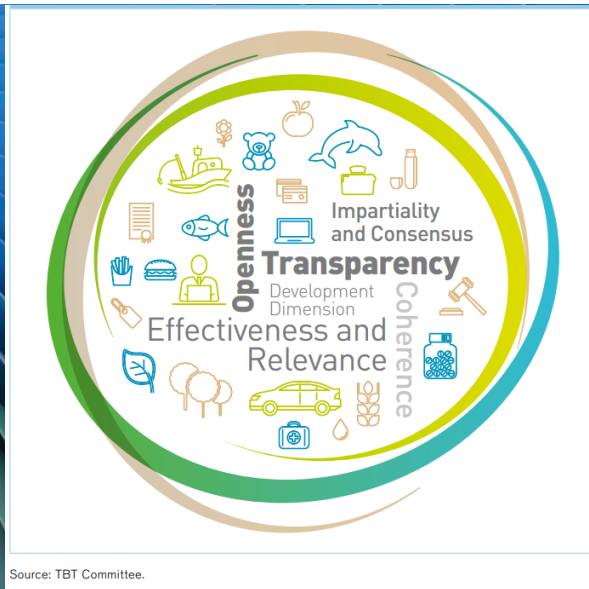 Openness
Impartiality
and Consensus
Transparency
Development
Dimension
Coherence
Effectiveness and
Relevance
Source: TBT Committee.